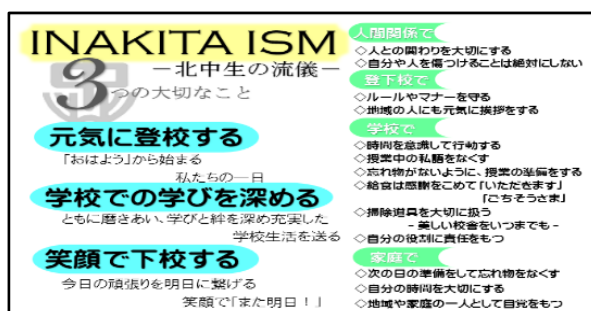 INAKITA ISM
－北中生の流儀－
3つの大切なこと
元気に登校する
「おはよう」から始まる
私たちの一日
学校での学びを深める
ともに磨きあい、学びと絆を深め充実した
学校生活を送る
笑顔で下校する
今日の頑張りを明日に繋げる
笑顔で「また明日！」
人間関係で
◇人との関わりを大切にする
◇自分や人を傷つけることは絶対にしない
登下校で
◇ルールやマナーを守る
◇地域の人にも元気に挨拶をする
学校で
◇時間を意識して行動する
◇授業中の私語をなくす
◇忘れ物がないように、授業の準備をする
◇給食は感謝をこめて「いただきます」
「ごちそうさま」
◇掃除道具を大切に扱う
- 美しい校舎をいつまでも -
◇自分の役割に責任をもつ
家庭で
◇次の日の準備をして忘れ物をなくす
◇自分の時間を大切にする
◇地域や家庭の一人として自覚をもつ